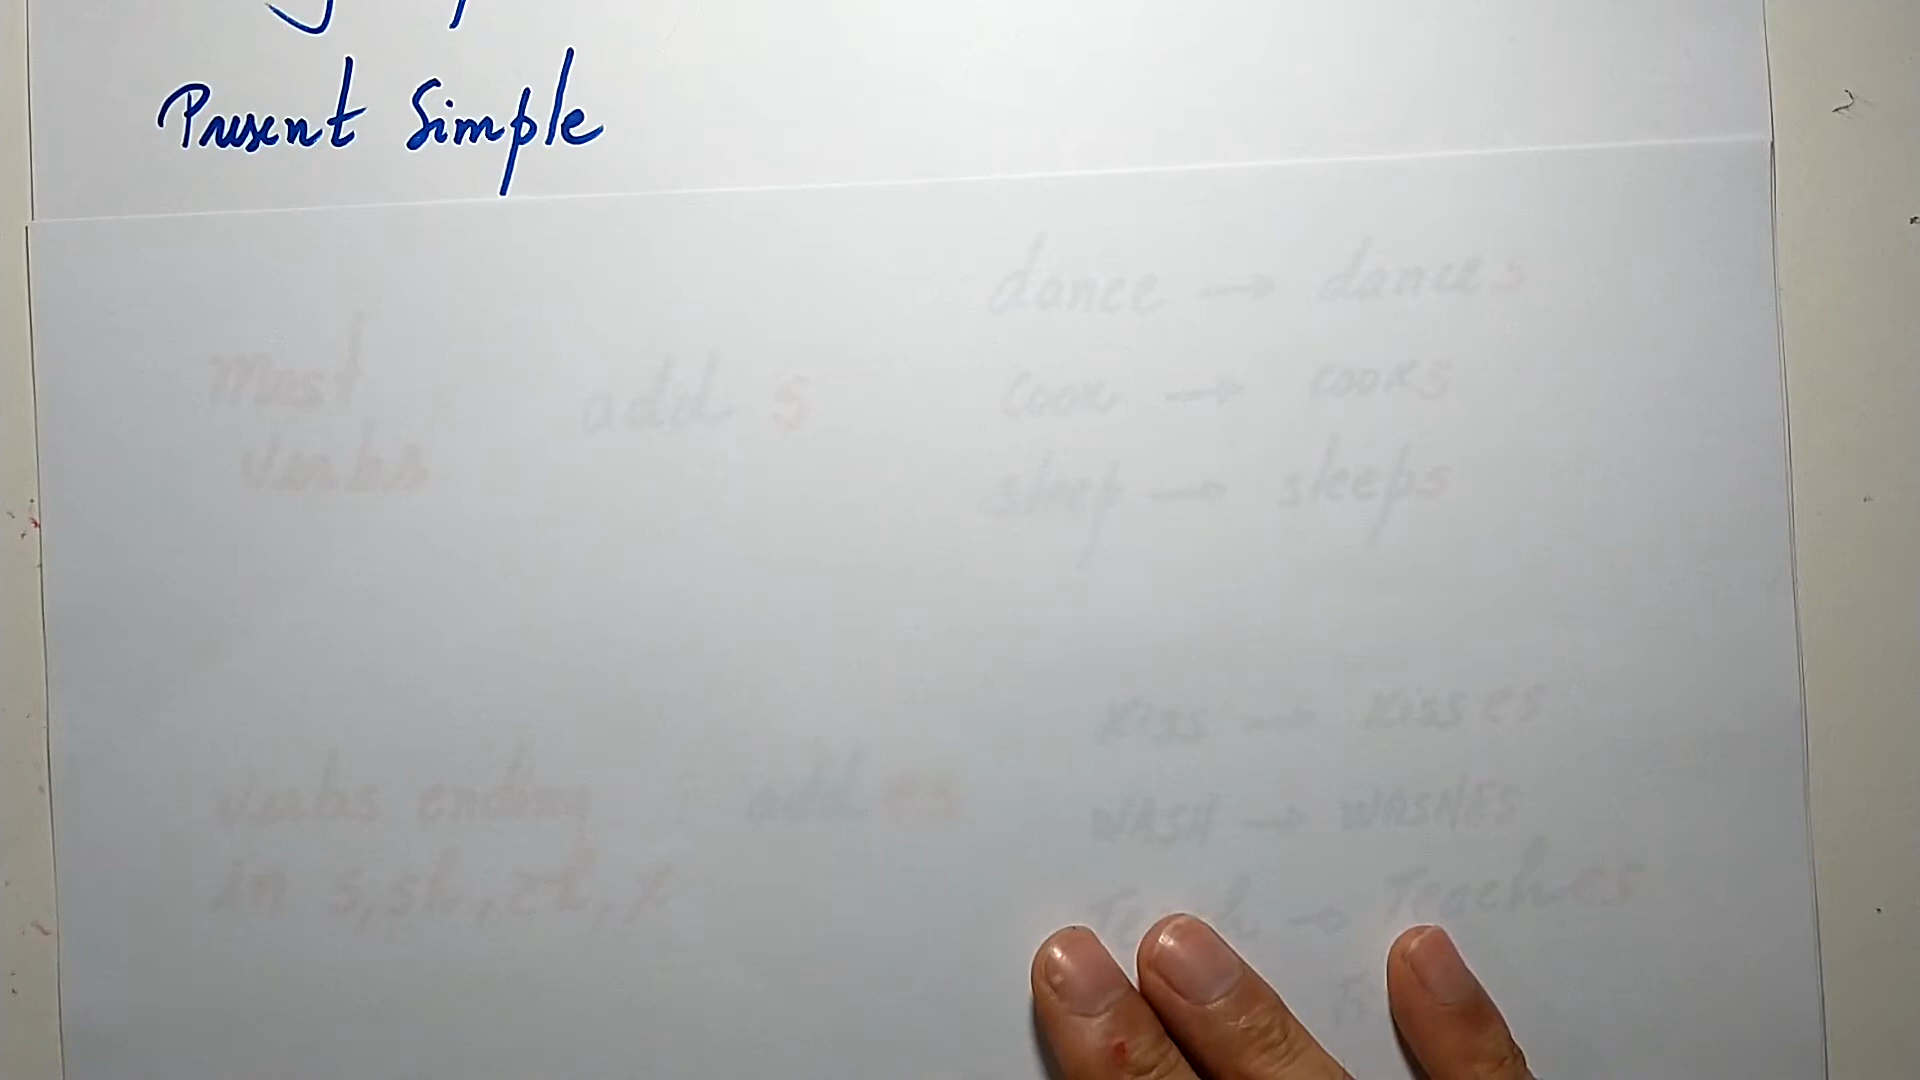 Present Simple
dance → dances
most
add s
cook → cooks
verbs
sleep → sleeps
kiss → kisses
verbs ending
add es
WASH → WASHES
in s, sh, ch, x
Teaches